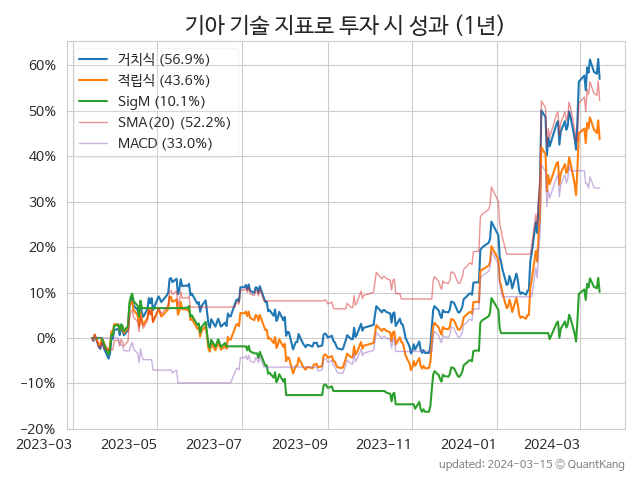 기아 기술 지표로 투자 시 성과 (1년)
거치식 (56.9%)
적립식 (43.6%)
SigM (10.1%)
SMA(20) (52.2%)
MACD (33.0%)
60%
50%
40%
30%
20%
10%
0%
−10%
−20%
2023-03 2023-05 2023-07 2023-09 2023-11 2024-01 2024-03
updated: 2024-03-15 © QuantKang